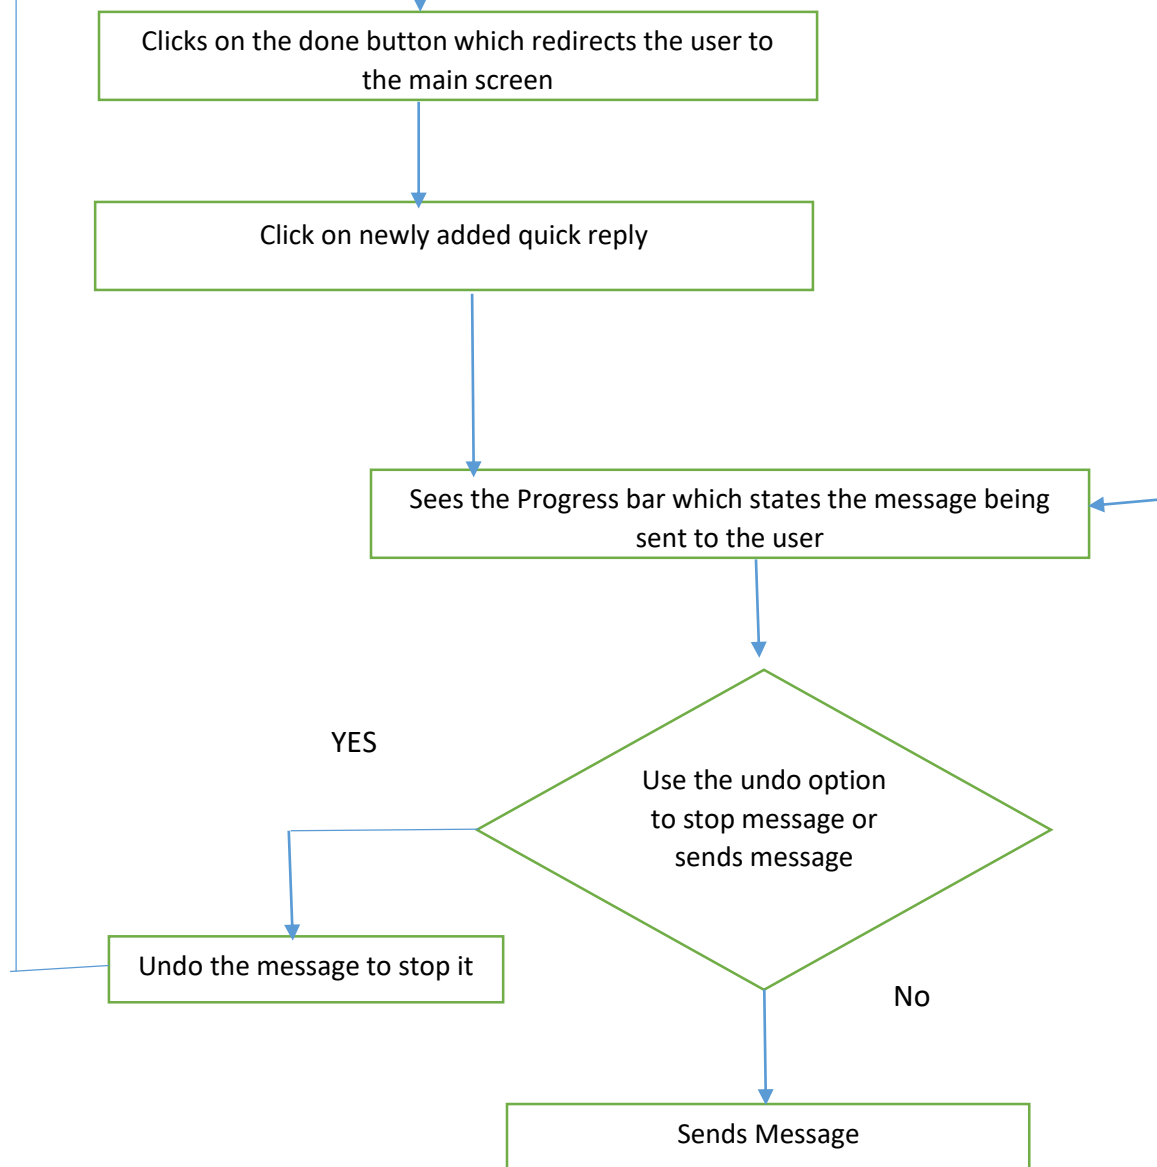 Clicks on the done button which redirects the user to
the main screen
Click on newly added quick reply
Sees the Progress bar which states the message being
sent to the user
YES
Use the undo option
to stop message or
sends message
Undo the message to stop it
No
Sends Message